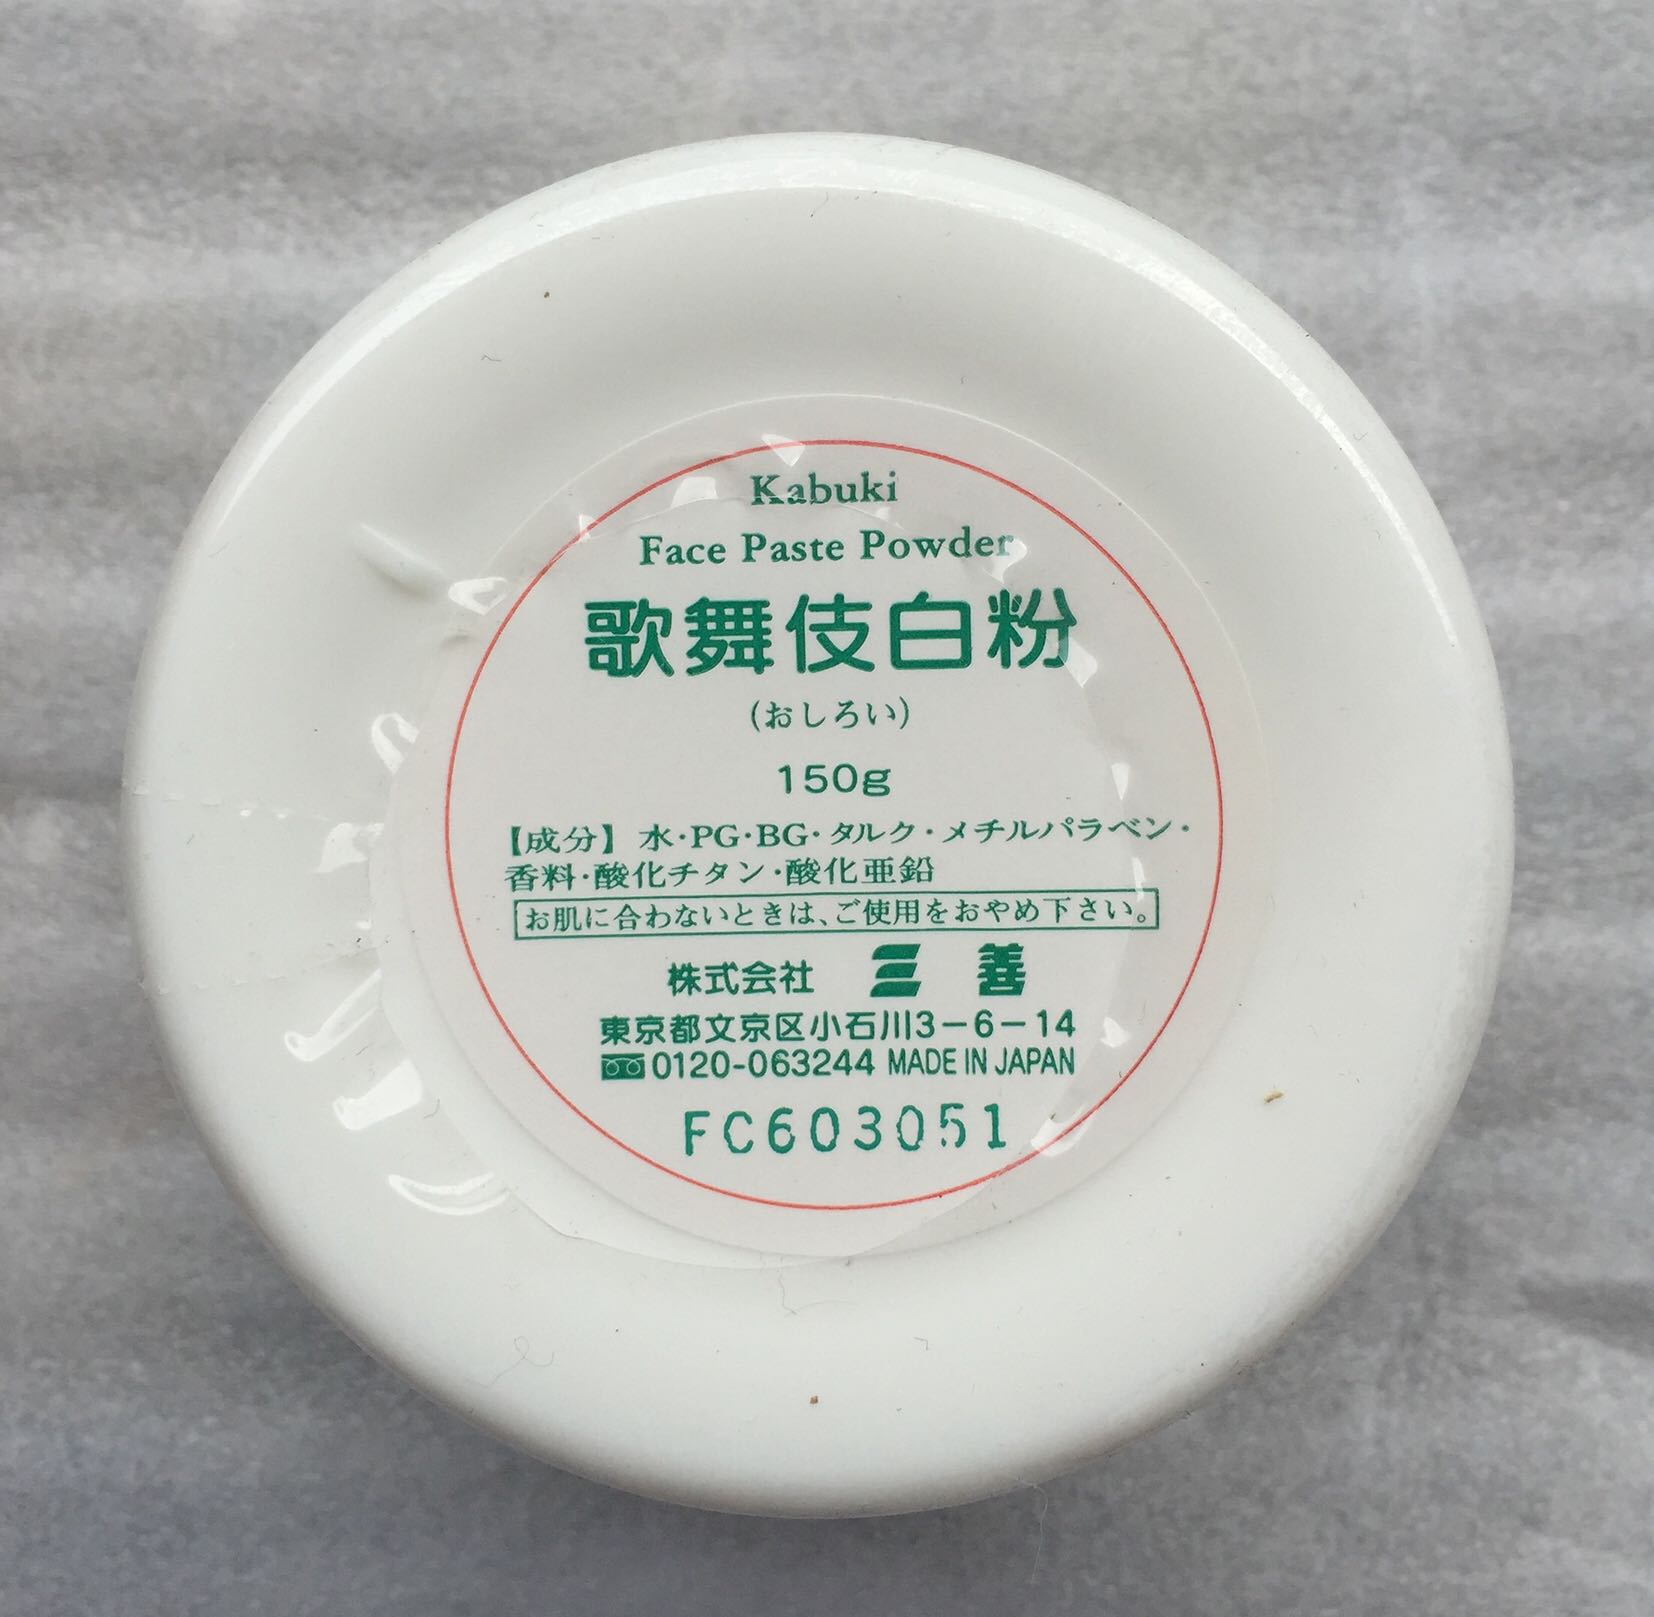 Kabuki
Face Paste Powder
歌舞伎白粉
(おしろい)
150g
【成分】水・PG・BG・タルク・メチルパラベン・
香料・酸化チタン・酸化亜鉛
お肌に合わないときは、ご使用をおやめ下さい。
株式会社 三善
東京都文京区小石川3-6-14
0120-063244 MADE IN JAPAN
FC603051